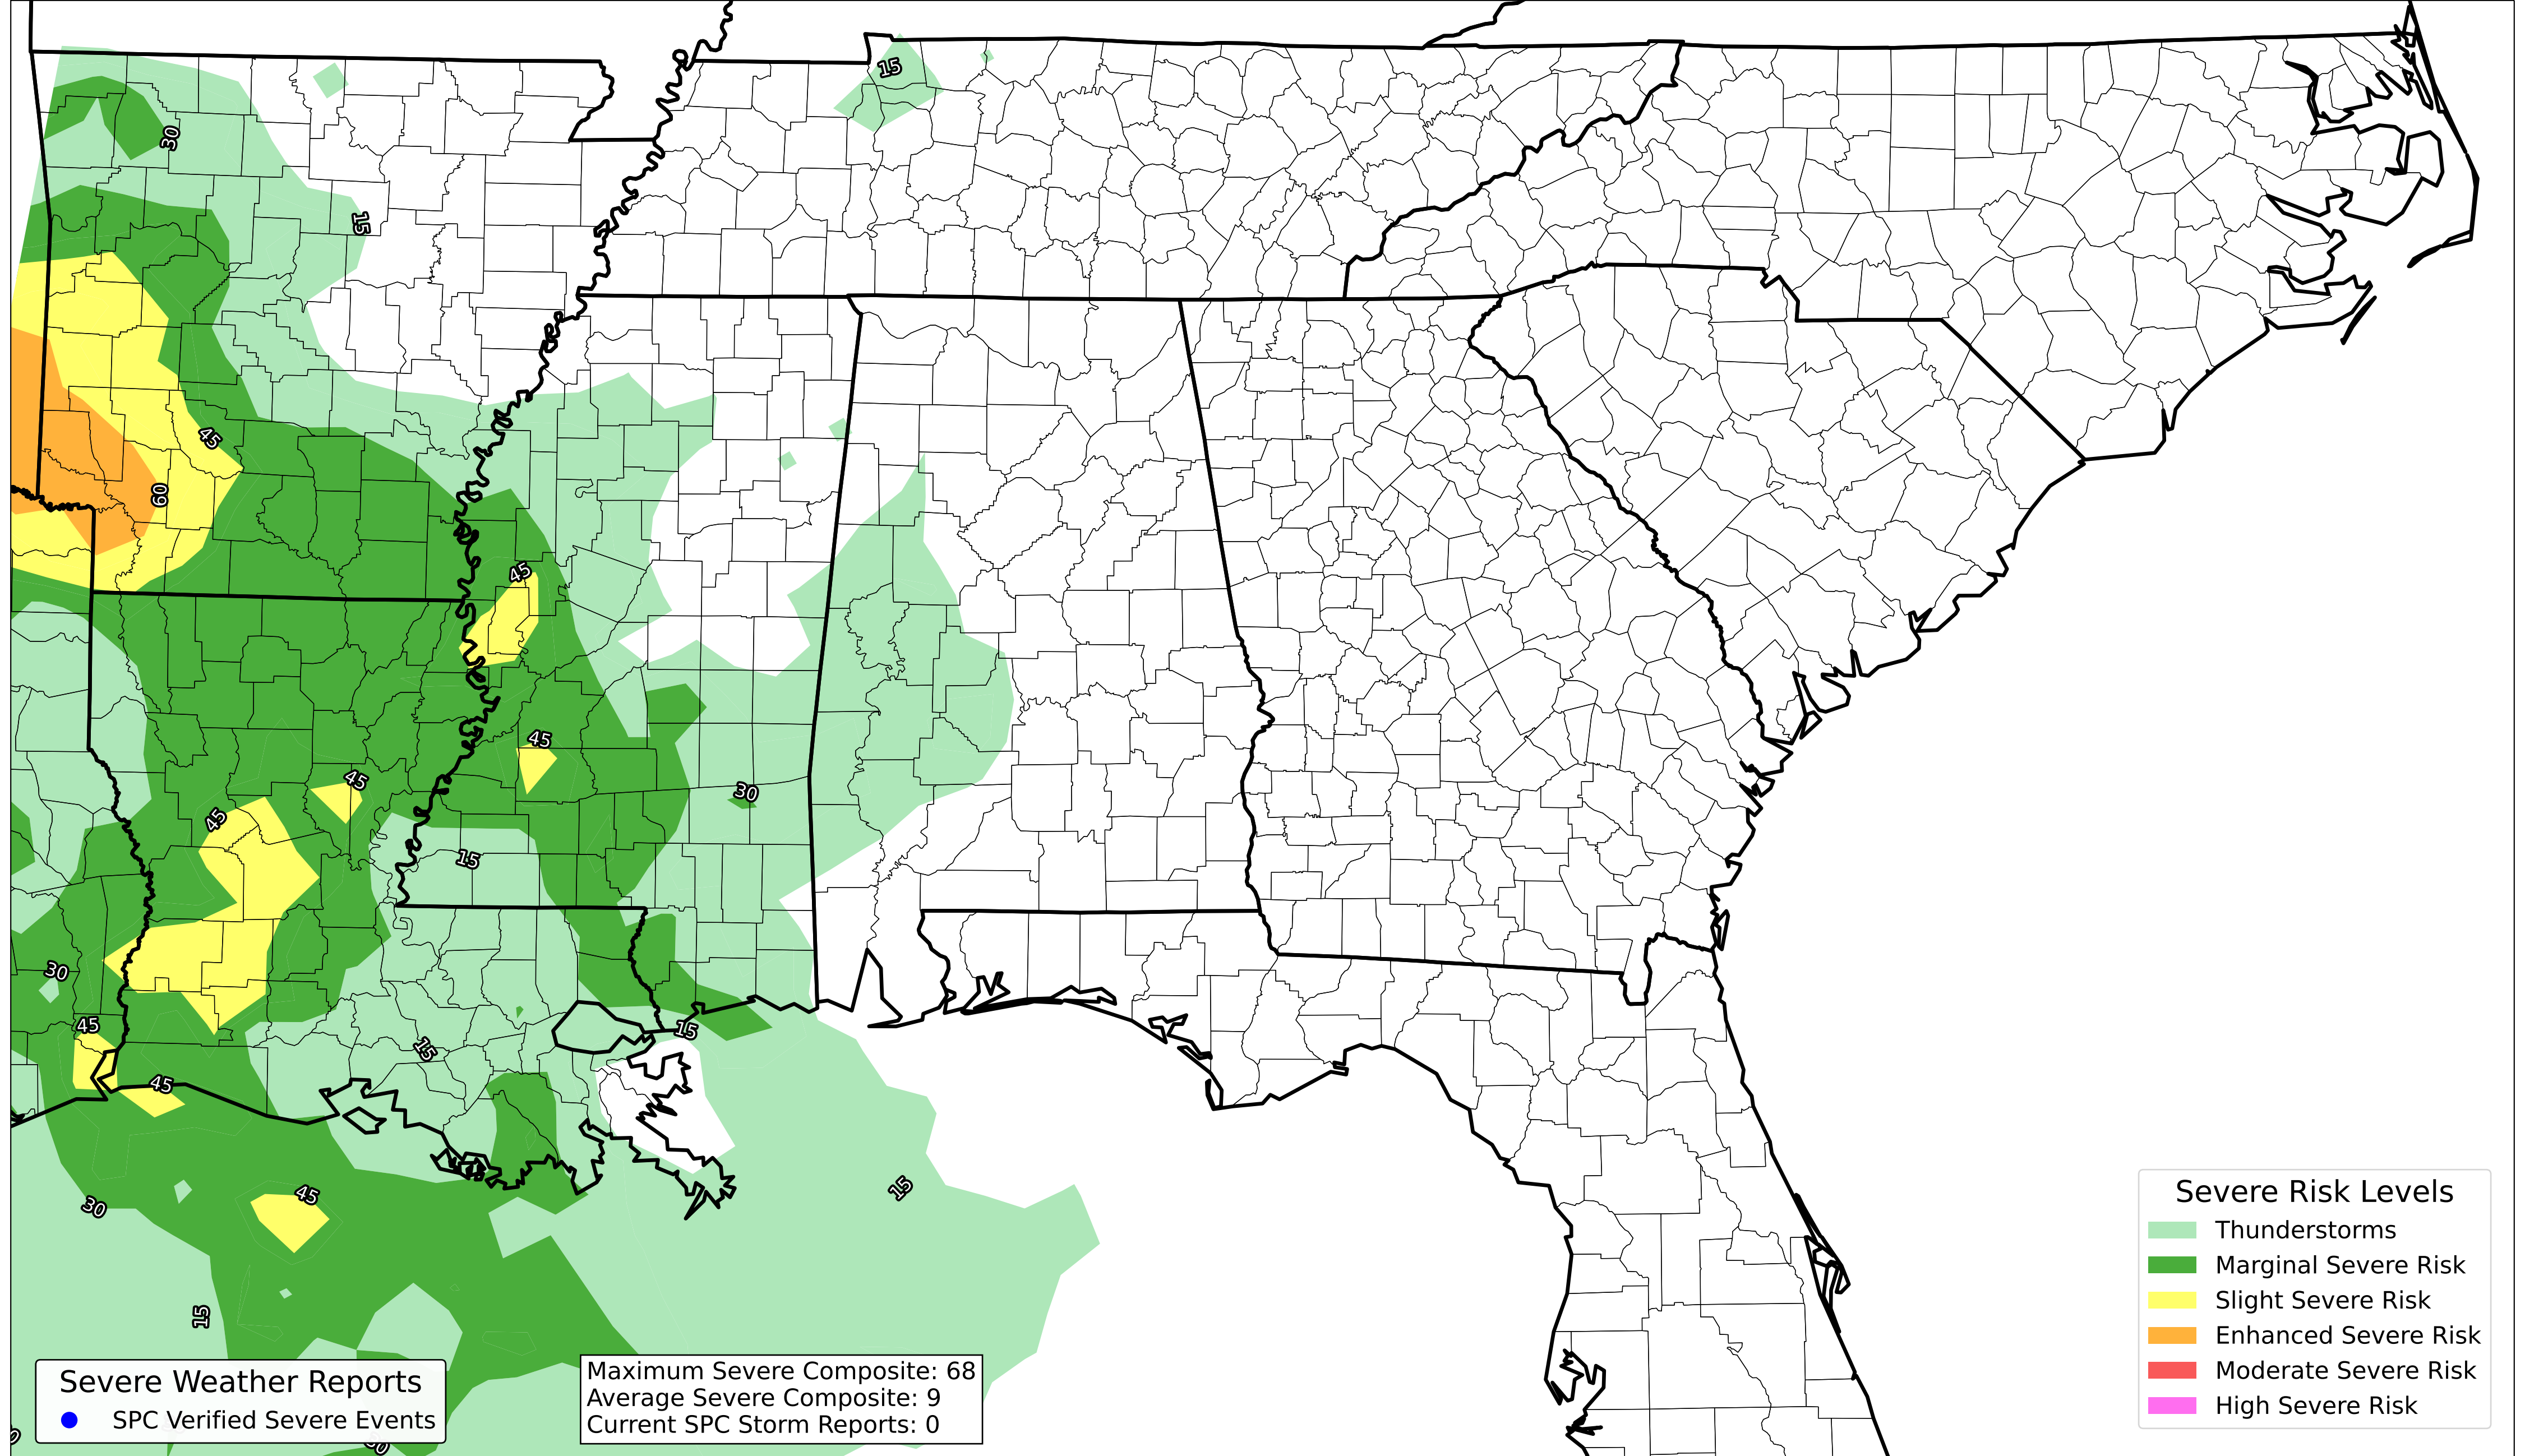 15
30
15
45
60
45
45
45
45
30
15
30
45
15
15
45
45
30
15
15
Severe Risk Levels
Thunderstorms
Marginal Severe Risk
Slight Severe Risk
Enhanced Severe Risk
Moderate Severe Risk
High Severe Risk
Severe Weather Reports
SPC Verified Severe Events
Maximum Severe Composite: 68
Average Severe Composite: 9
Current SPC Storm Reports: 0